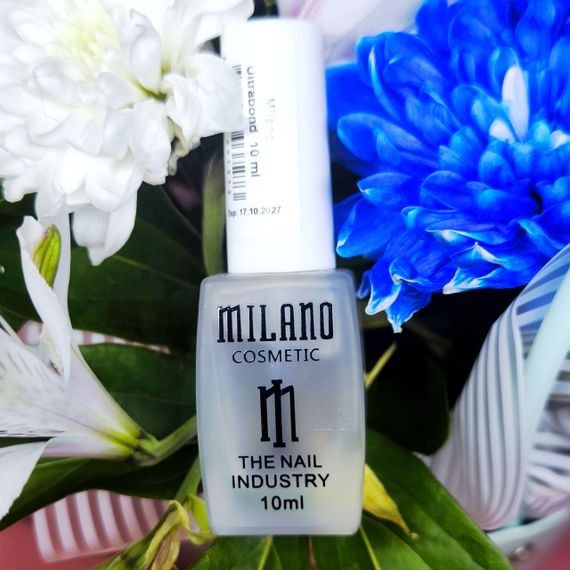 Milano
Ultrabond 10 ml
Exp. 17.10.2027
MILANO
COSMETIC
THE NAIL
INDUSTRY
10ml